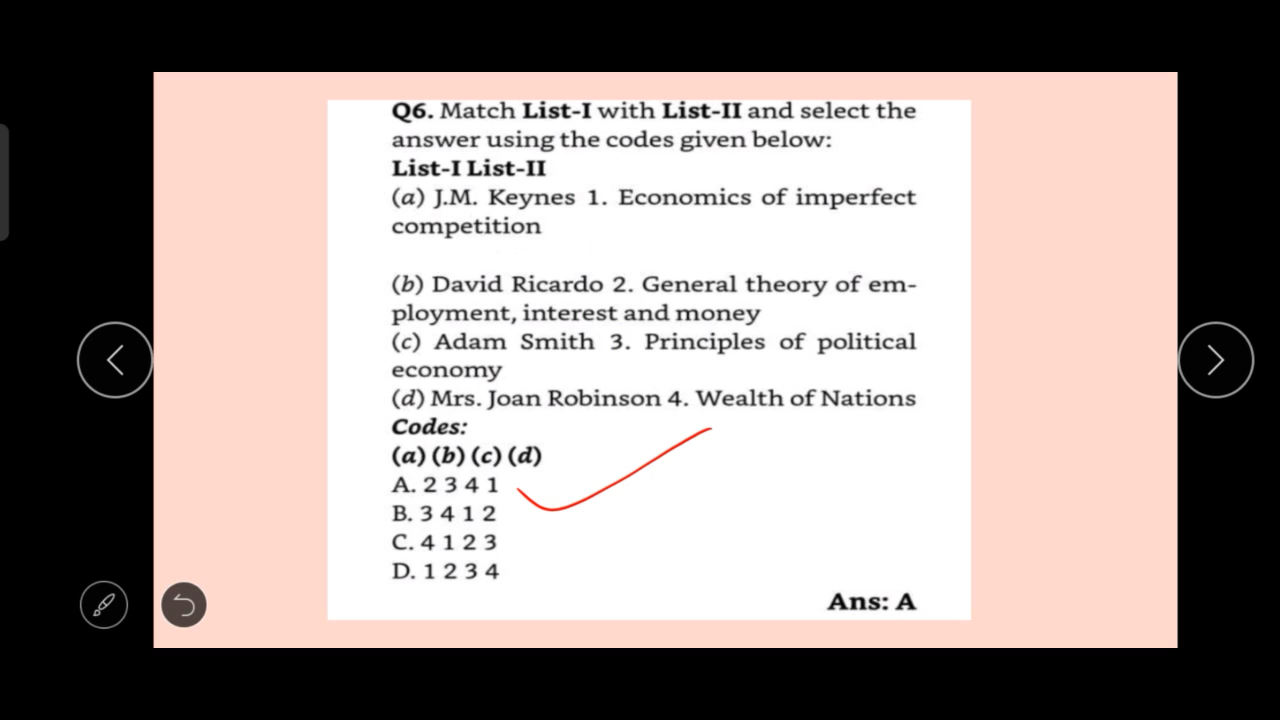 Q6. Match List-I with List-II and select the
answer using the codes given below:
List-I List-II
(a) J.M. Keynes 1. Economics of imperfect
competition
(b) David Ricardo 2. General theory of em-
ployment, interest and money
(c) Adam Smith 3. Principles of political
economy
(d) Mrs. Joan Robinson 4. Wealth of Nations
Codes:
(a) (b) (c) (d)
A. 2 3 4 1
B. 3 4 1 2
C. 4 1 2 3
D. 1 2 3 4
Ans: A